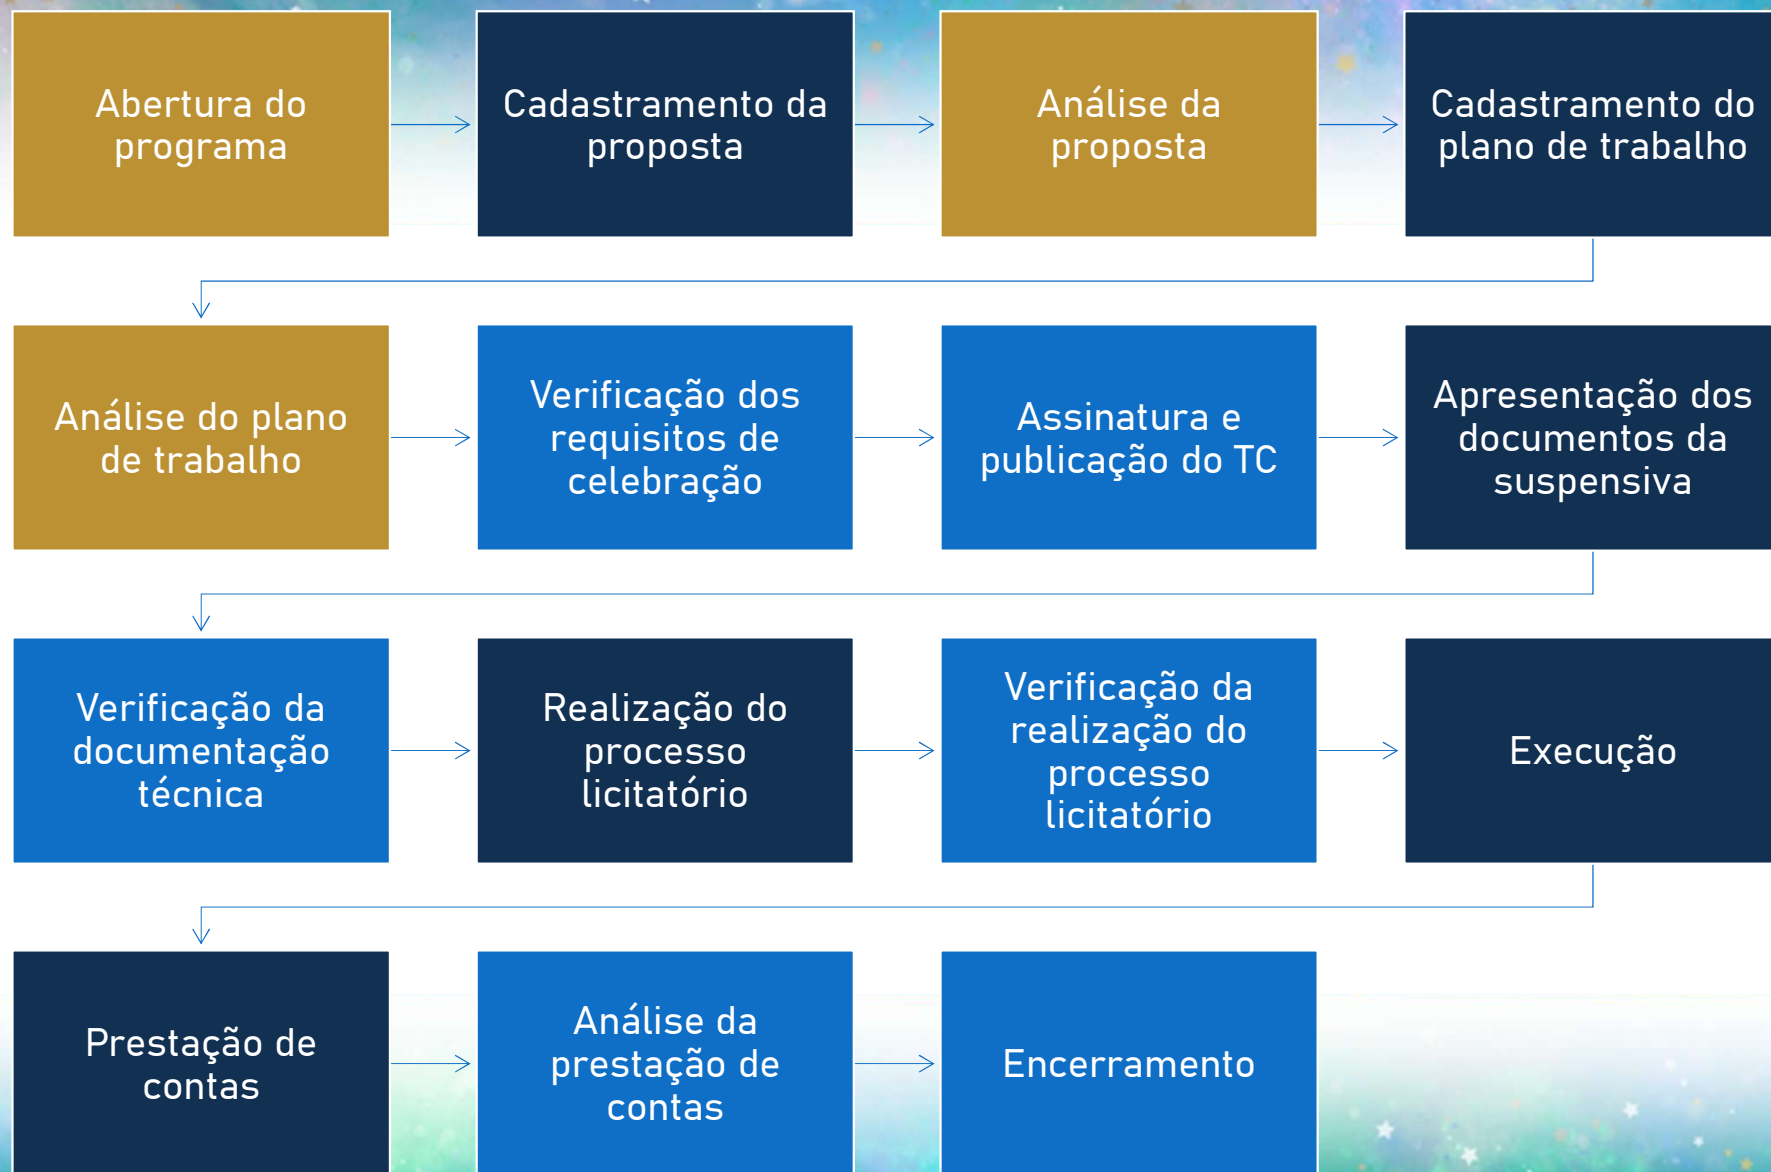 Abertura do
programa
Cadastramento da
proposta
Análise da
proposta
Cadastramento do
plano de trabalho
Análise do plano
de trabalho
Verificação dos
requisitos de
celebração
Assinatura e
publicação do TC
Apresentação dos
documentos da
suspensiva
Verificação da
documentação
técnica
Realização do
processo
licitatório
Verificação da
realização do
processo
licitatório
Execução
Prestação de
contas
Análise da
prestação de
contas
Encerramento